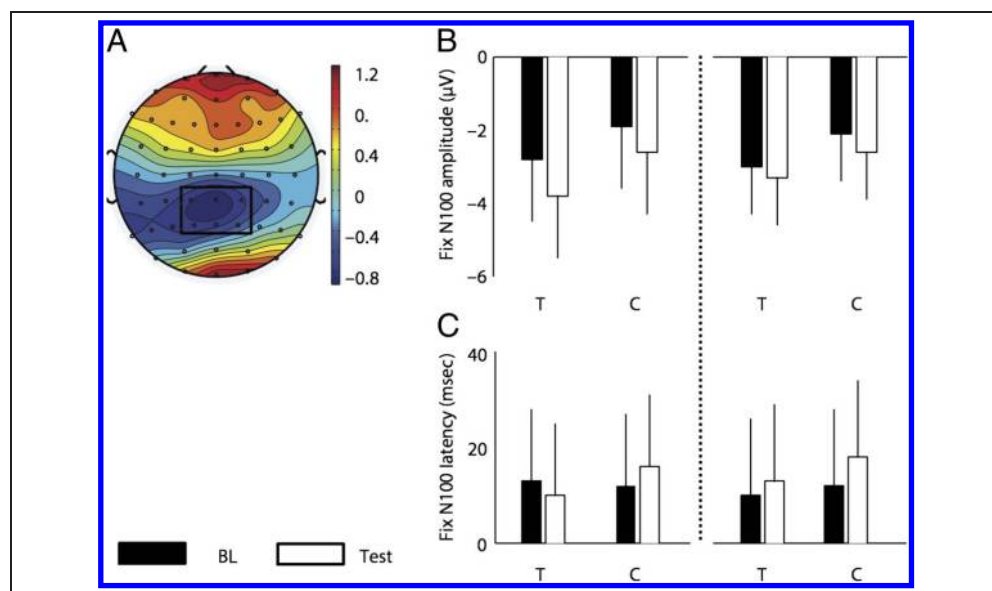 A
1.2
0.
0.4
0
−0.4
−0.8
B
Fix N100 amplitude (µV)
0
−2
−4
−6
T C T C
C
Fix N100 latency (msec)
40
20
0
T C T C
BL Test